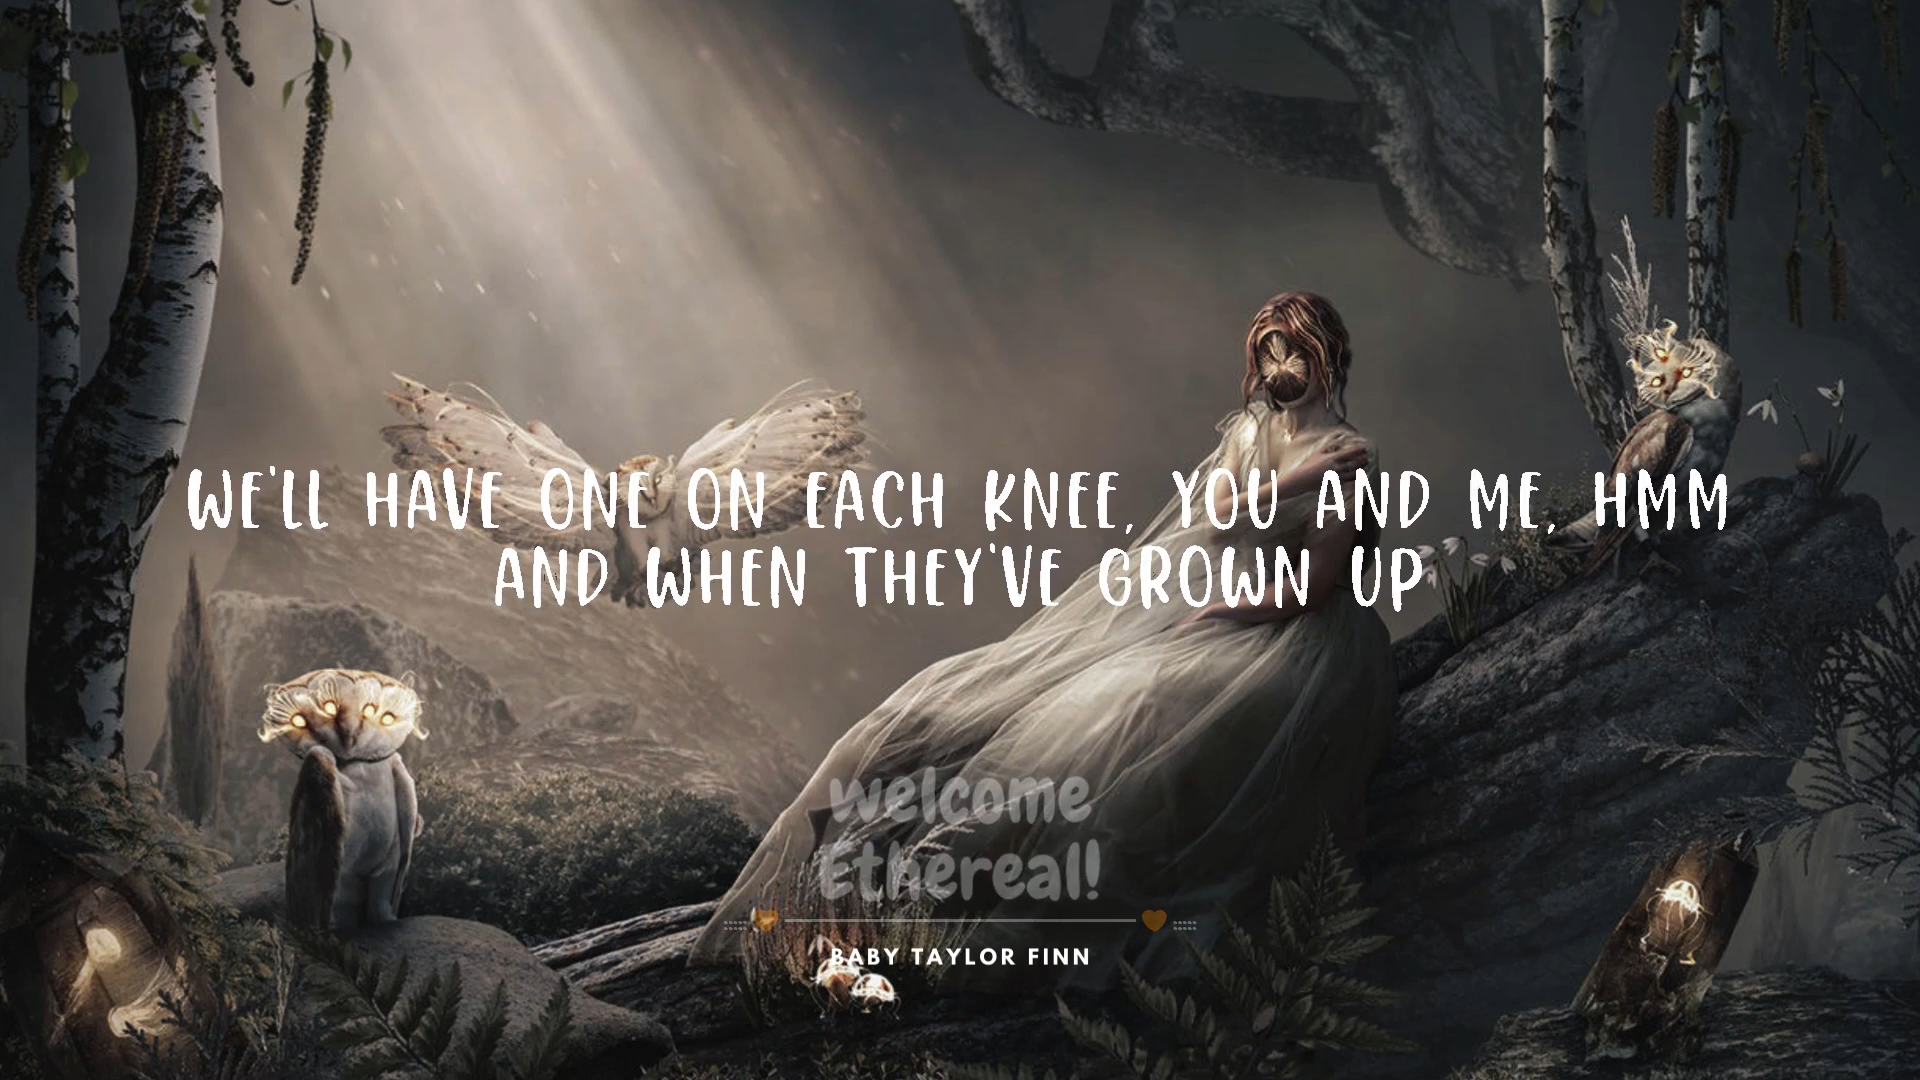 WE'LL HAVE ONE ON EACH KNEE, YOU AND ME, HMM
AND WHEN THEY'VE GROWN UP
welcome
Ethereal!
BABY TAYLOR FINN